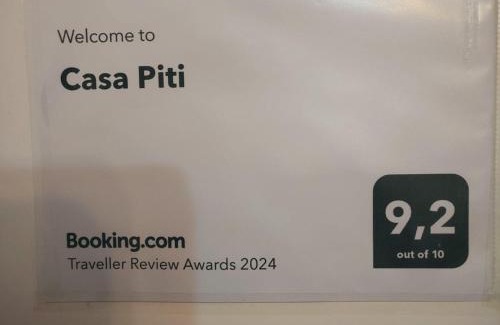 Welcome to
Casa Piti
9,2
out of 10
Booking.com
Traveller Review Awards 2024